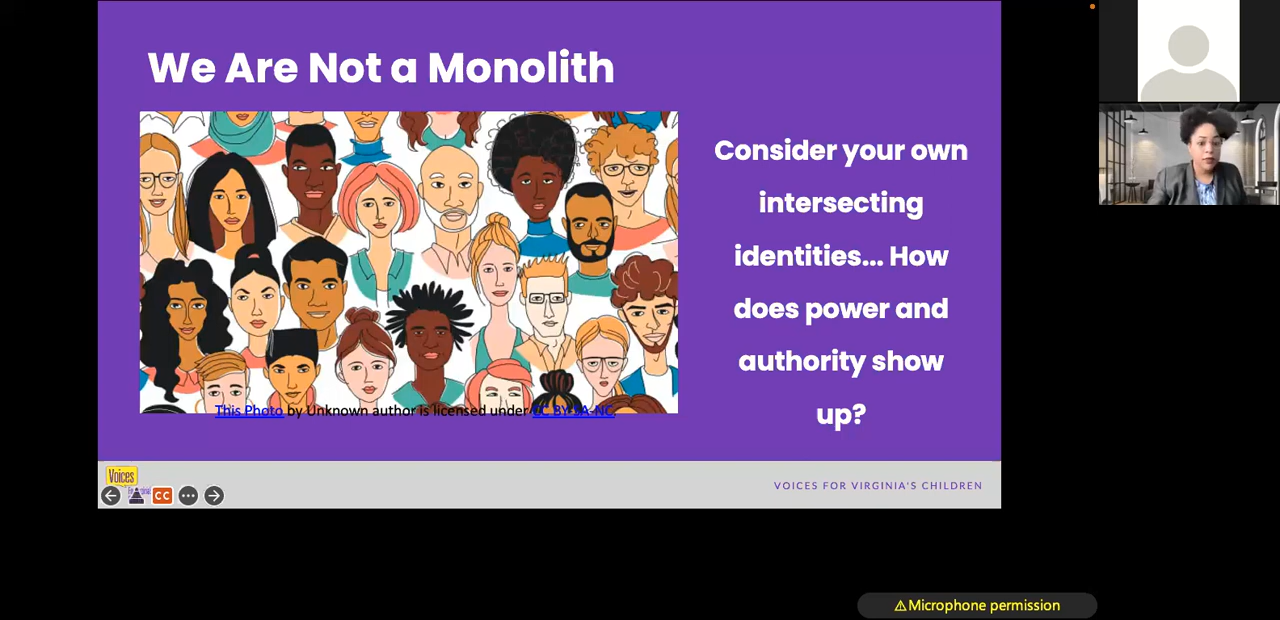 We Are Not a Monolith
Consider your own
intersecting
identities... How
does power and
authority show
up?
This Photo by Unknown author is licensed under CC BY-SA-NC.
Voices
CC
VOICES FOR VIRGINIA'S CHILDREN
⚠Microphone permission